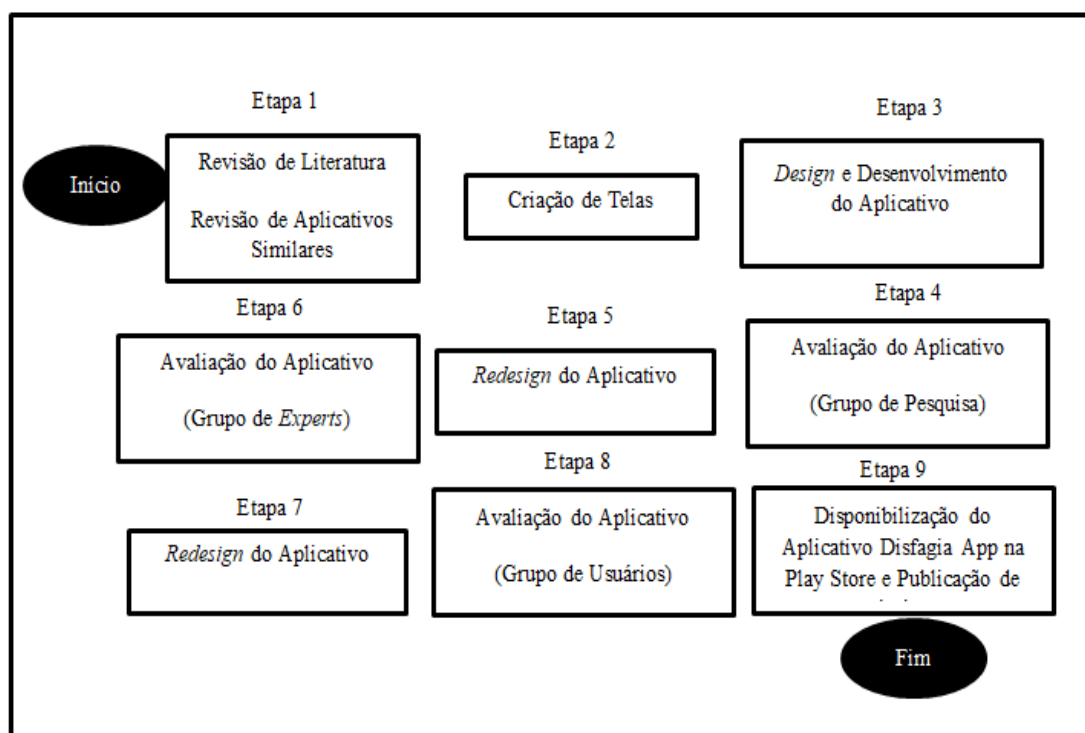 Início
Etapa 1
Revisão de Literatura
Revisão de Aplicativos
Similares
Etapa 2
Criação de Telas
Etapa 3
Design e Desenvolvimento
do Aplicativo
Etapa 6
Avaliação do Aplicativo
(Grupo de Experts)
Etapa 5
Redesign do Aplicativo
Etapa 4
Avaliação do Aplicativo
(Grupo de Pesquisa)
Etapa 7
Redesign do Aplicativo
Etapa 8
Avaliação do Aplicativo
(Grupo de Usuários)
Etapa 9
Disponibilização do
Aplicativo Disfagia App na
Play Store e Publicação de
Fim